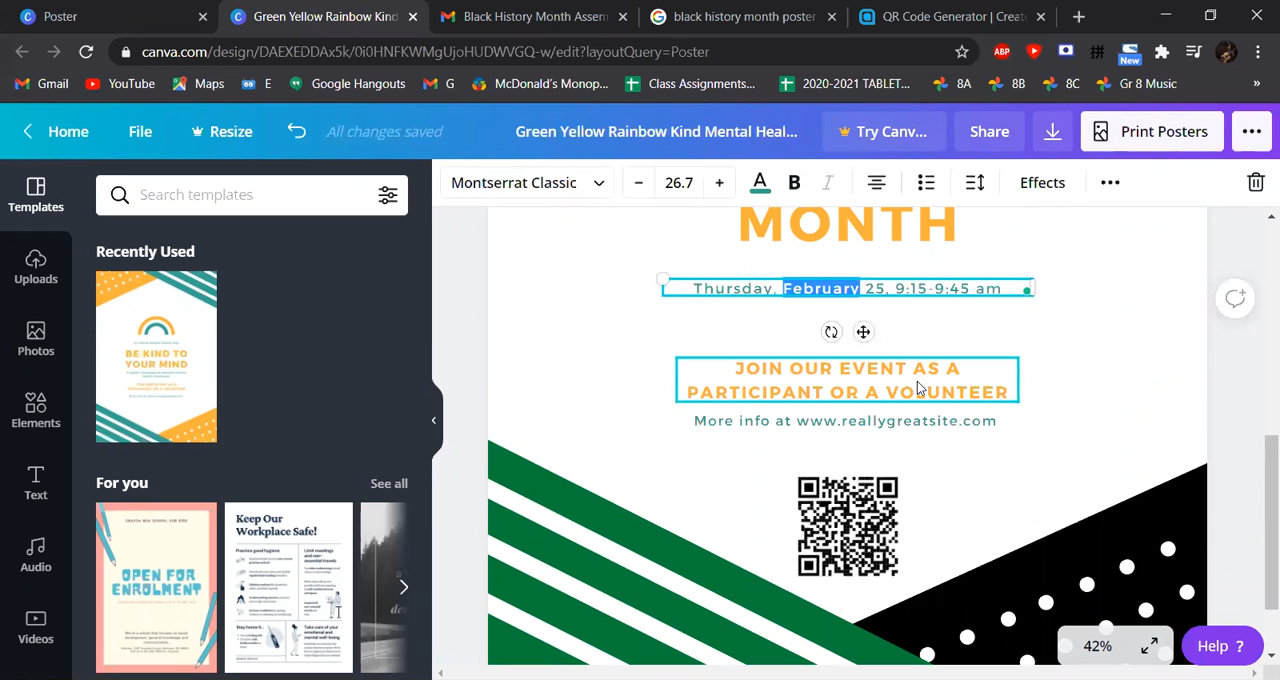 Poster
Green Yellow Rainbow Kind
Black History Month Assem
black history month poster
QR Code Generator | Creat
canva.com/design/DAEXEDDAx5k/0i0HNFKWMgUjoHUDWVGQ-w/edit?layoutQuery=Poster
ABP
New
Gmail
YouTube
Maps
E
Google Hangouts
G
McDonald's Monop...
Class Assignments...
2020-2021 TABLET...
8A
8B
8C
Gr 8 Music
»
Home
File
Resize
All changes saved
Green Yellow Rainbow Kind Mental Heal...
Try Canv...
Share
Print Posters
Templates
Uploads
Photos
Elements
Text
Audio
Videos
Search templates
Montserrat Classic
26.7
A
B
I
Effects
Recently Used
BE KIND TO
YOUR MIND
For you
See all
OPEN FOR
ENROLMENT
Keep Our
Workplace Safe!
MONTH
Thursday, February 25, 9:15-9:45 am
JOIN OUR EVENT AS A
PARTICIPANT OR A VOLUNTEER
More info at www.reallygreatsite.com
42%
Help ?